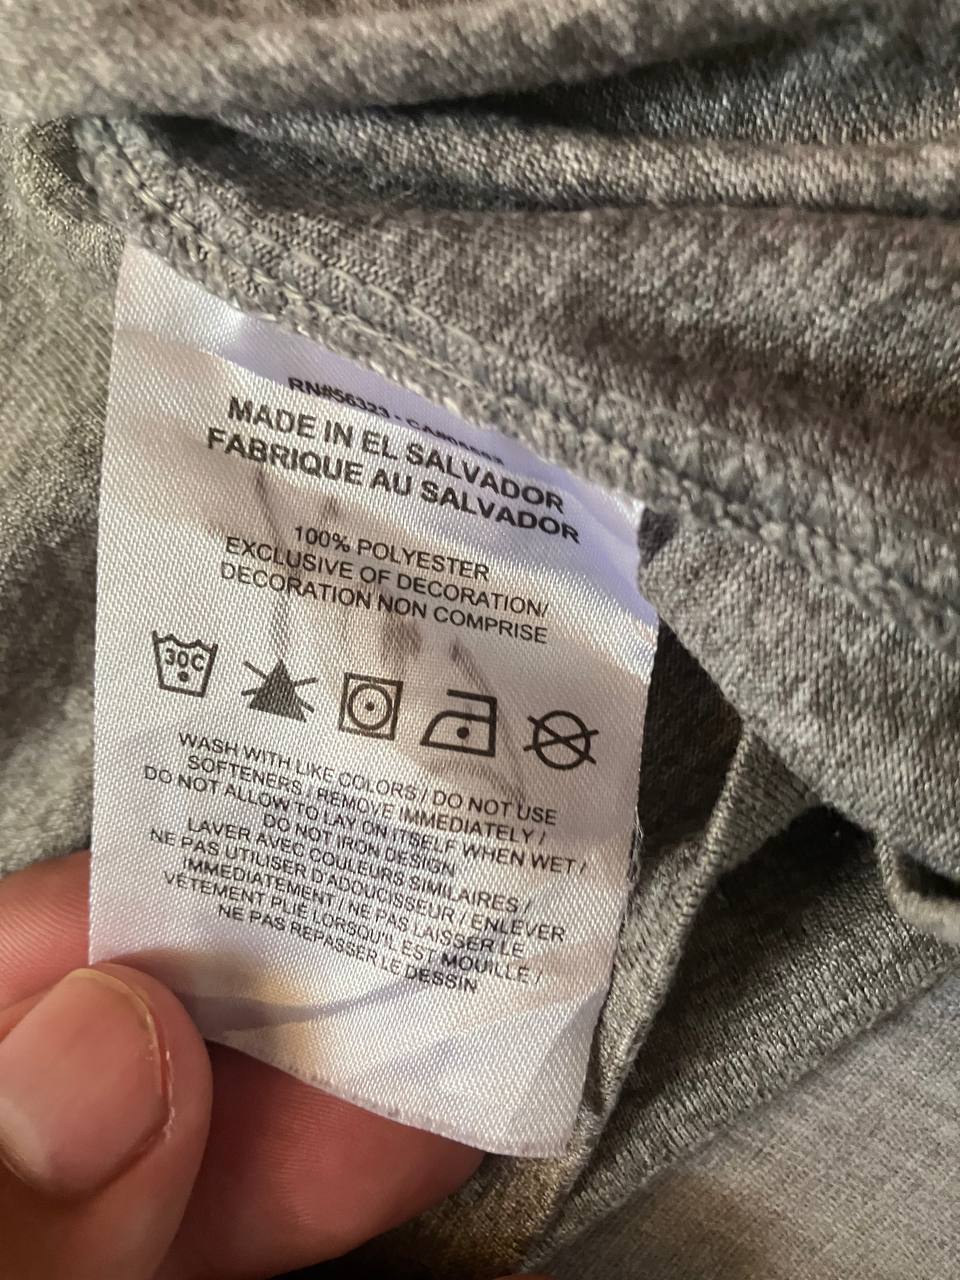 RN#56323 -
MADE IN EL SALVADOR
FABRIQUE AU SALVADOR
100% POLYESTER
EXCLUSIVE OF DECORATION/
DECORATION NON COMPRISE
30C
WASH WITH LIKE COLORS / DO NOT USE
SOFTENERS / REMOVE IMMEDIATELY /
DO NOT ALLOW TO LAY ON ITSELF WHEN WET /
DO NOT IRON DESIGN
LAVER AVEC COULEURS SIMILAIRES /
NE PAS UTILISER D'ADOUCISSEUR / ENLEVER
IMMEDIATEMENT / NE PAS LAISSER LE
VÊTEMENT PLIÉ LORSQU'IL EST MOUILLE /
NE PAS REPASSER LE DESSIN